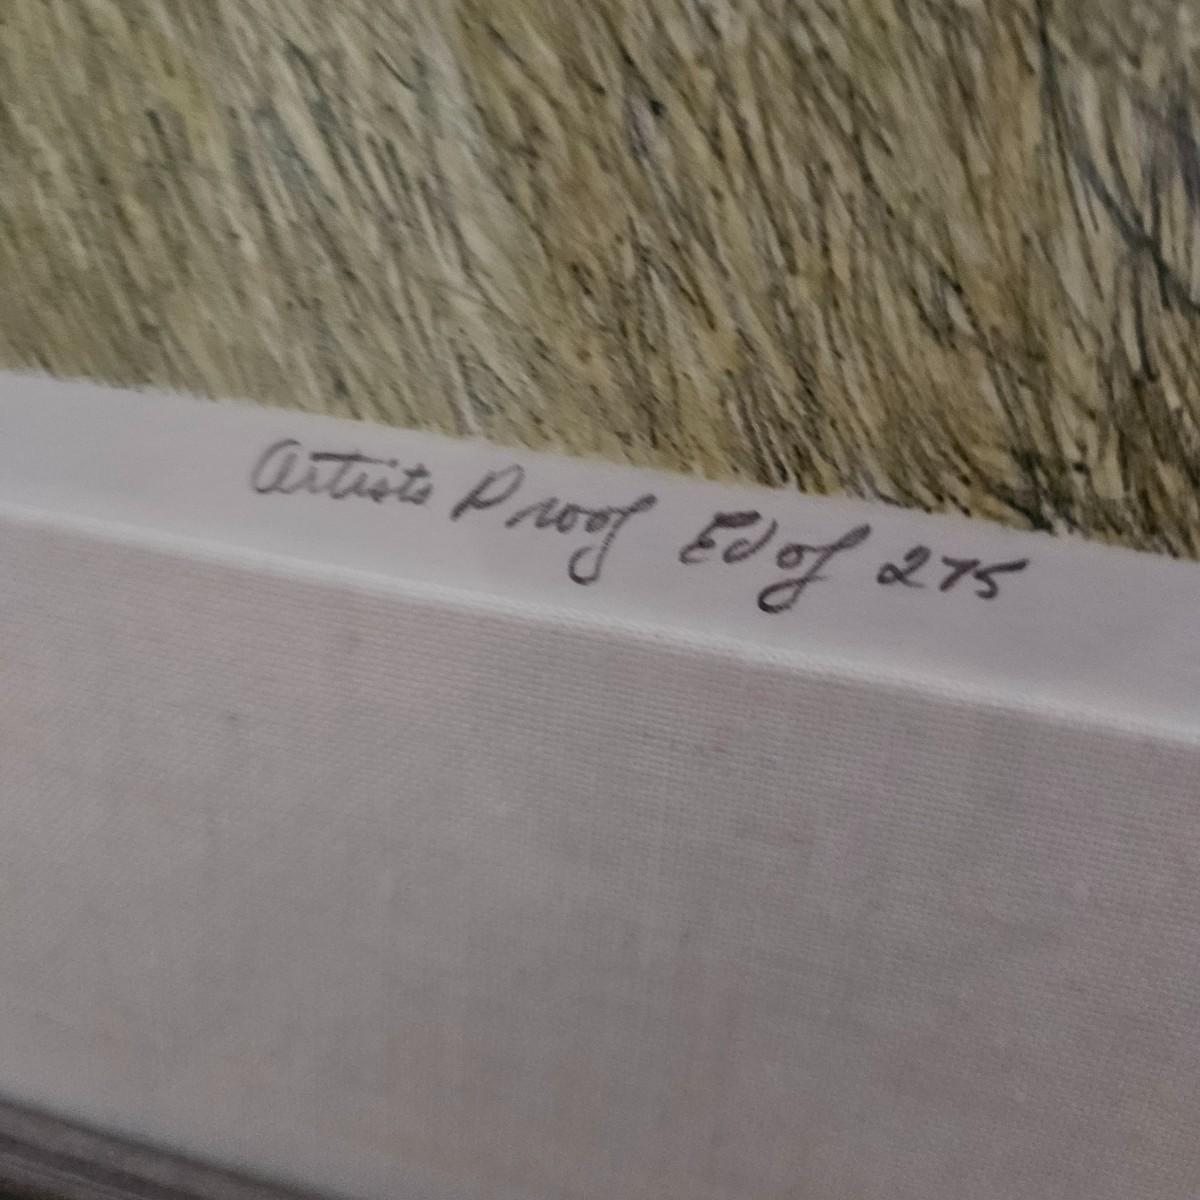 Artists Proof Ed of 275